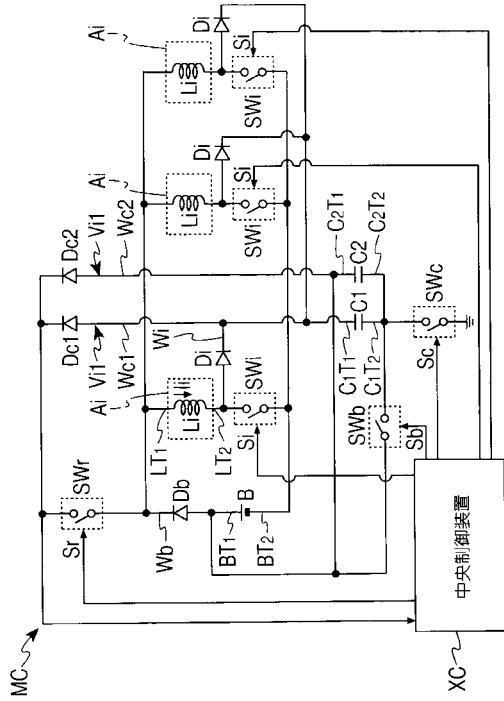 MC
Sr
SWr
Dc1
Vi1
Wc1
Dc2
Vi1
Wc2
Wb
Db
BT1
B
BT2
LT1
Ai
Iii
Li
LT2
Wi
Di
Si
SWi
Ai
Li
Di
Si
SWi
Ai
Li
Di
Si
SWi
C1T1
C1
C1T2
C2T1
C2
C2T2
SWb
Sb
SWc
Sc
中央制御装置
XC